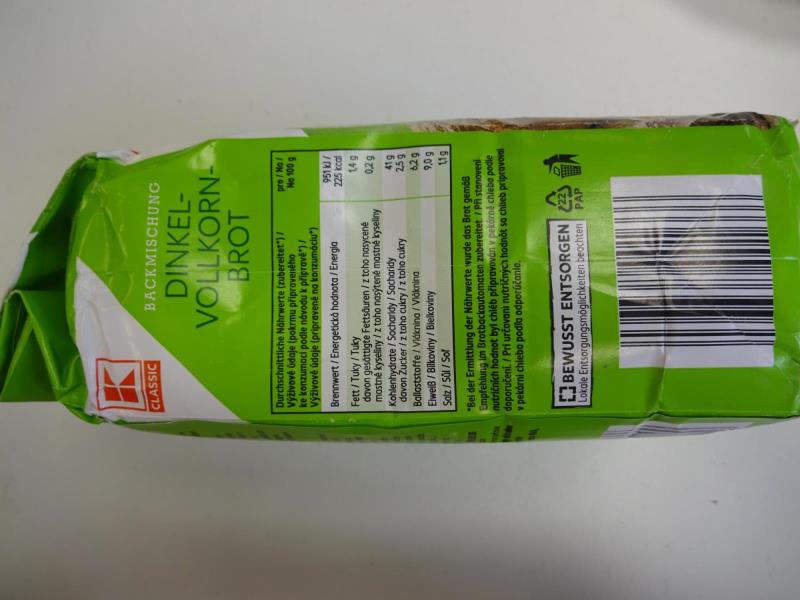 K
CLASSIC
BACKMISCHUNG
DINKEL-
VOLLKORN-
BROT
Durchschnittliche Nährwerte (zubereitet*) /
Výživové údaje (pokrmu připraveného
ke konzumaci podle návodu k přípravě*) /
Výživové údaje (pripravené na konzumáciu*)
pro / Na /
Na 100 g
Brennwert / Energetická hodnota / Energia 951 kJ /
225 kcal
Fett / Tuky / Tuky 1,4 g
davon gesättigte Fettsäuren / z toho nasycené
mastné kyseliny / z toho nasýtené mastné kyseliny 0,2 g
Kohlenhydrate / Sacharidy / Sacharidy 41 g
davon Zucker / z toho cukry / z toho cukry 2,5 g
Ballaststoffe / Vláknina / Vláknina 6,2 g
Eiweiß / Bílkoviny / Bielkoviny 9,0 g
Salz / Sůl / Soľ 1,1 g
*Bei der Ermittlung der Nährwerte wurde das Brot gemäß
Empfehlung im Brotbackautomaten zubereitet. / Při stanovení
nutričních hodnot byl chléb připravován v pekárně chleba podle
doporučení. / Pri určovaní nutričných hodnôt sa chlieb pripravoval
v pekárni chleba podľa odporúčania.
BEWUSST ENTSORGEN
Lokale Entsorgungsmöglichkeiten beachten
22
PAP